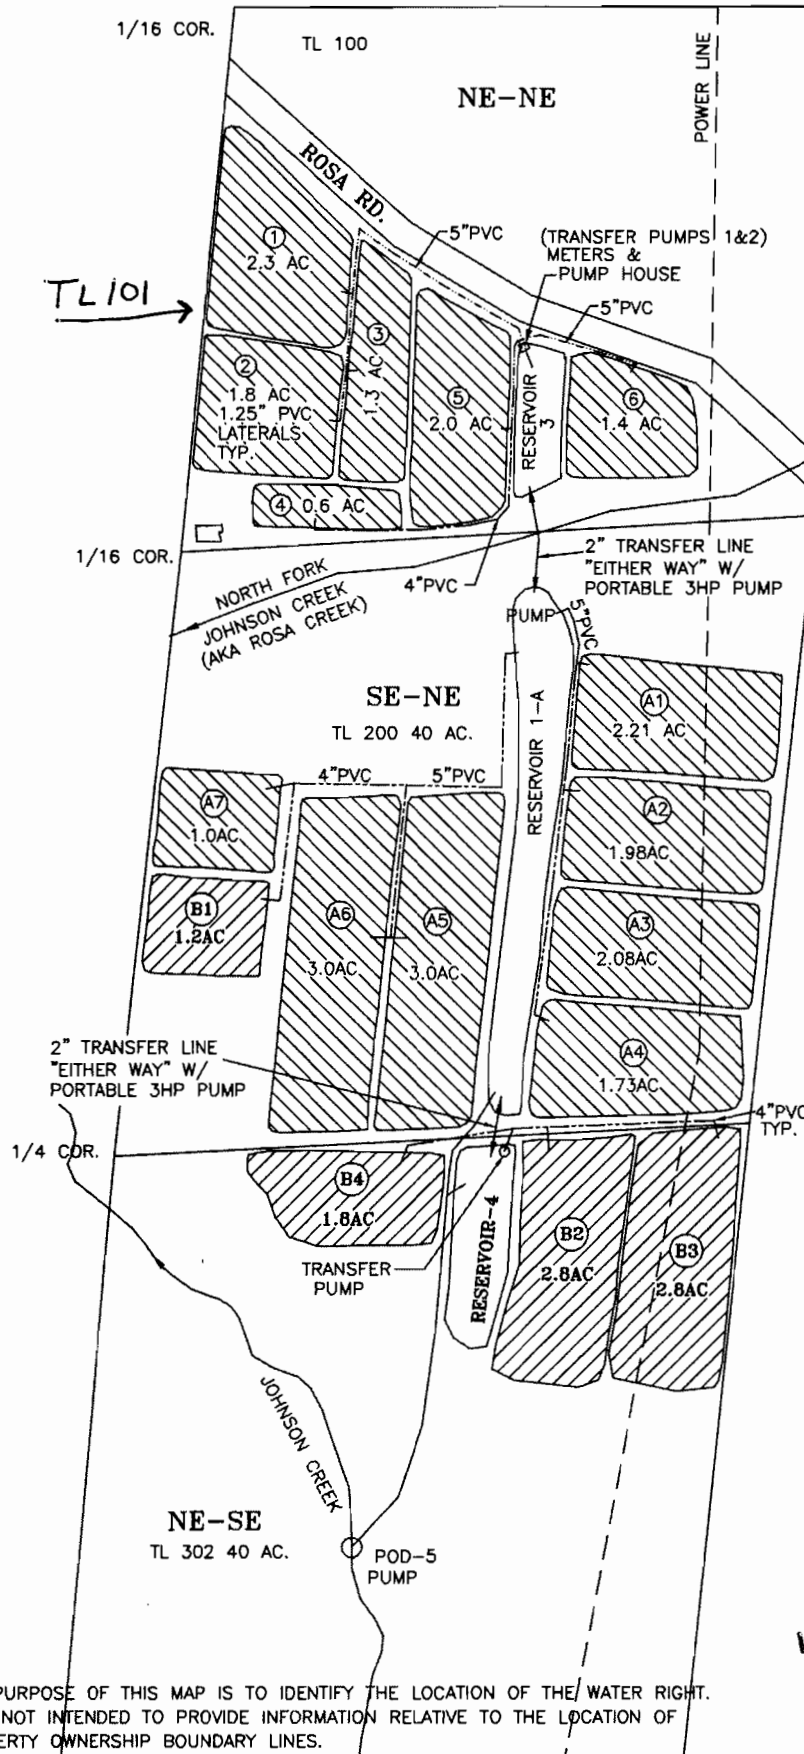 1/16 COR.
TL 100
POWER LINE
NE-NE
ROSA RD.
5"PVC
(TRANSFER PUMPS 1&2)
METERS &
PUMP HOUSE
TL 101
1
2.3 AC
5"PVC
3
1.3 AC
2
1.8 AC
1.25" PVC
LATERALS
TYP.
5
2.0 AC
RESERVOIR
3
6
1.4 AC
4 0.6 AC
1/16 COR.
2" TRANSFER LINE
"EITHER WAY" W/
PORTABLE 3HP PUMP
4"PVC
NORTH FORK
JOHNSON CREEK
(AKA ROSA CREEK)
PUMP
5"PVC
SE-NE
TL 200 40 AC.
RESERVOIR 1-A
A1
2.21 AC
4"PVC
5"PVC
A7
1.0AC
A2
1.98AC
B1
1.2AC
A6
3.0AC
A5
3.0AC
A3
2.08AC
A4
1.73AC
2" TRANSFER LINE
"EITHER WAY" W/
PORTABLE 3HP PUMP
4"PVC
TYP.
1/4 COR.
B4
1.8AC
RESERVOIR-4
B2
2.8AC
B3
2.8AC
TRANSFER
PUMP
JOHNSON CREEK
NE-SE
TL 302 40 AC.
POD-5
PUMP
PURPOSE OF THIS MAP IS TO IDENTIFY THE LOCATION OF THE WATER RIGHT.
NOT INTENDED TO PROVIDE INFORMATION RELATIVE TO THE LOCATION OF
ERTY OWNERSHIP BOUNDARY LINES.